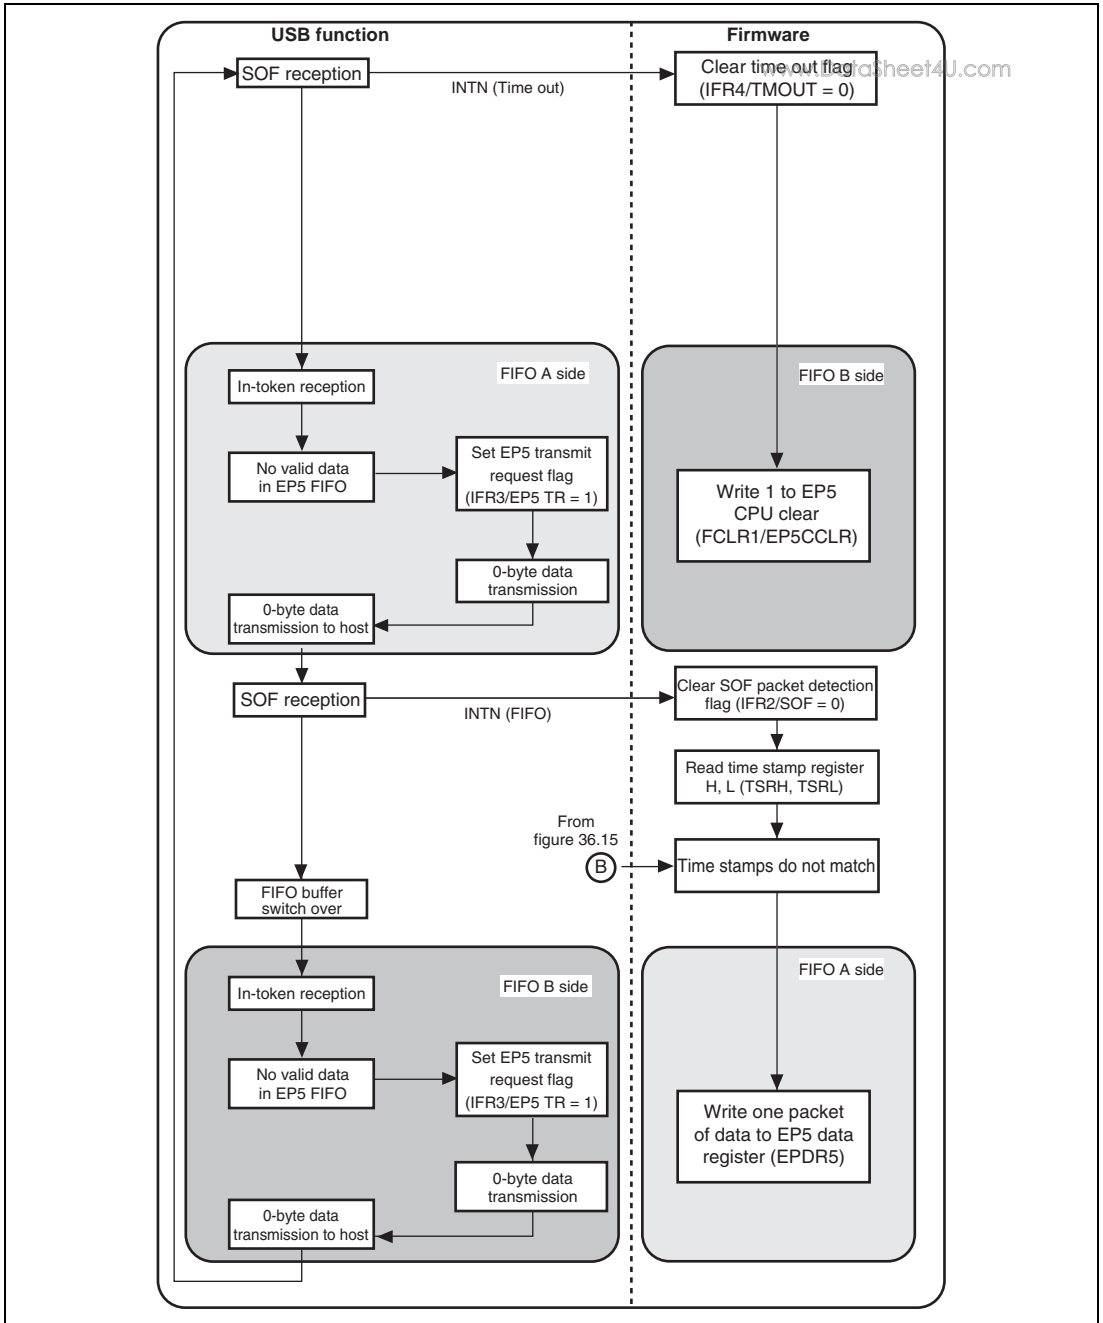 USB function
Firmware
SOF reception
INTN (Time out)
Clear time out flag
(IFR4/TMOUT = 0)
www.DataSheet4U.com
FIFO A side
In-token reception
No valid data
in EP5 FIFO
Set EP5 transmit
request flag
(IFR3/EP5 TR = 1)
0-byte data
transmission
0-byte data
transmission to host
FIFO B side
Write 1 to EP5
CPU clear
(FCLR1/EP5CCLR)
SOF reception
INTN (FIFO)
Clear SOF packet detection
flag (IFR2/SOF = 0)
Read time stamp register
H, L (TSRH, TSRL)
From
figure 36.15
B
Time stamps do not match
FIFO buffer
switch over
FIFO B side
In-token reception
No valid data
in EP5 FIFO
Set EP5 transmit
request flag
(IFR3/EP5 TR = 1)
0-byte data
transmission
0-byte data
transmission to host
FIFO A side
Write one packet
of data to EP5 data
register (EPDR5)